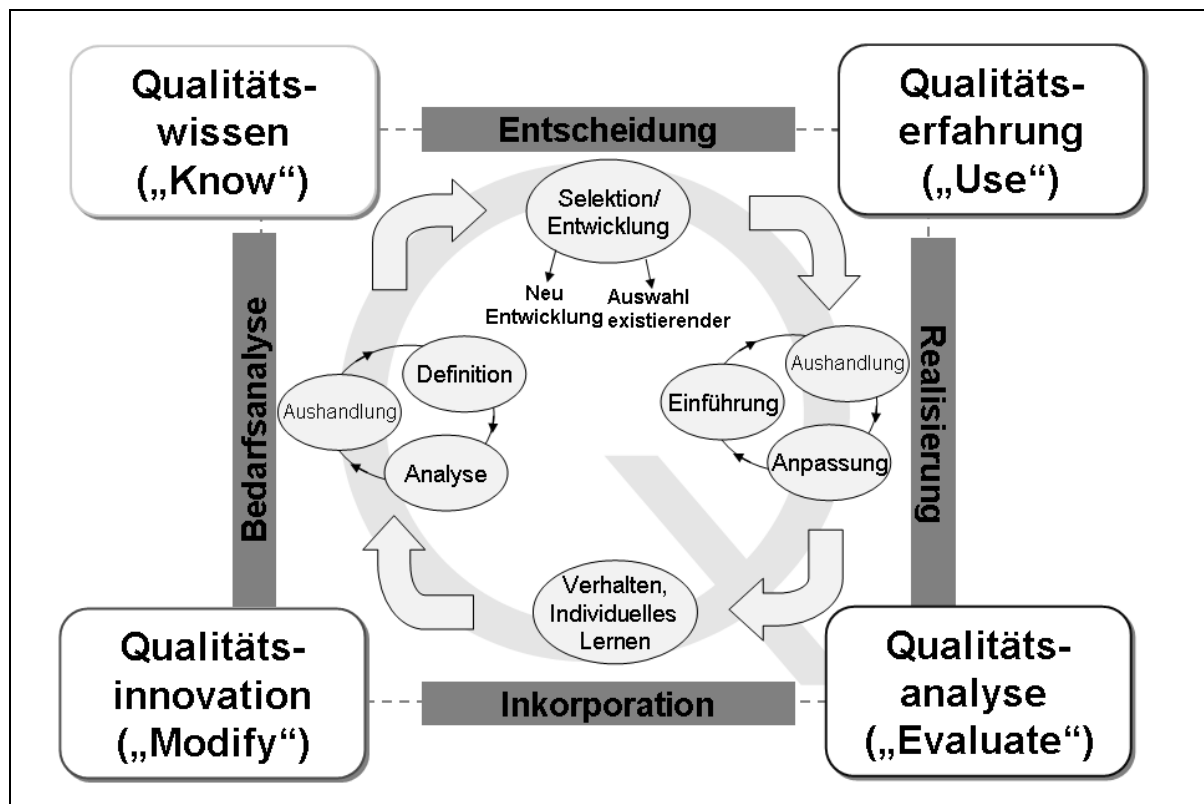 Qualitäts-
wissen
(„Know“)
Entscheidung
Qualitäts-
erfahrung
(„Use“)
Selektion/
Entwicklung
Neu
Entwicklung
Auswahl
existierender
Bedarfsanalyse
Definition
Aushandlung
Analyse
Aushandlung
Einführung
Anpassung
Realisierung
Verhalten,
Individuelles
Lernen
Qualitäts-
innovation
(„Modify“)
Inkorporation
Qualitäts-
analyse
(„Evaluate“)